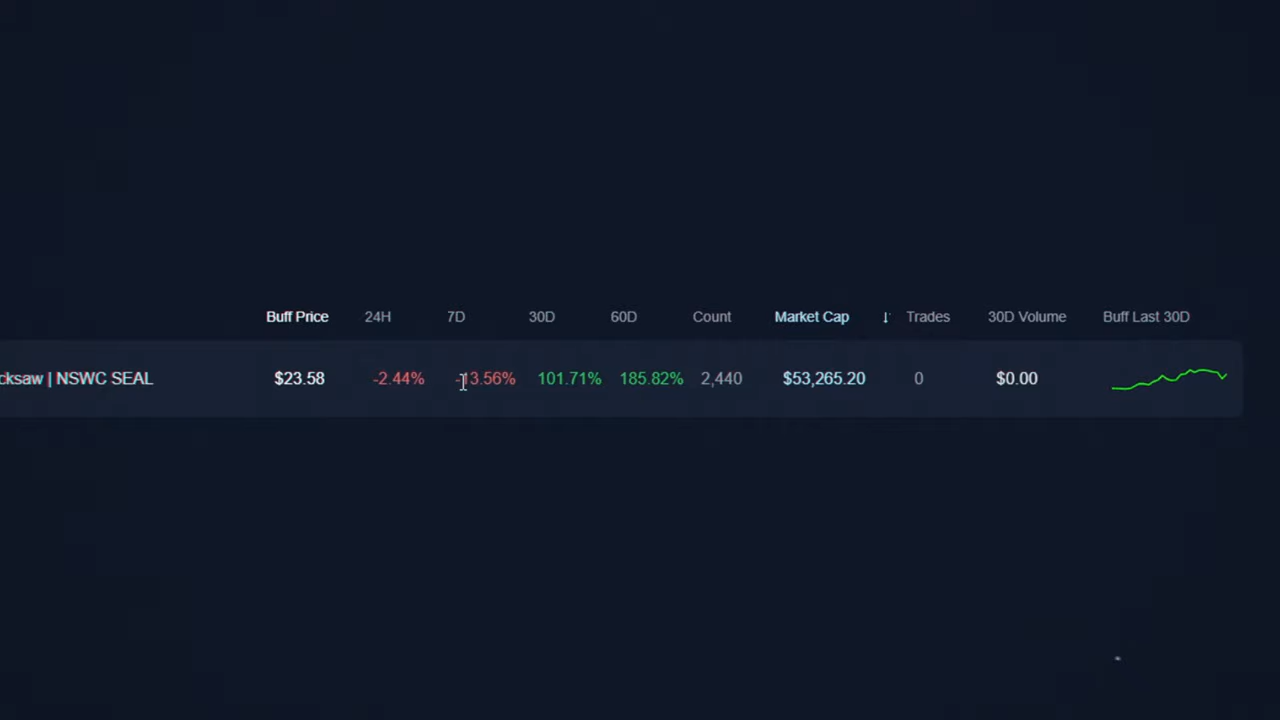 Buff Price 24H 7D 30D 60D Count Market Cap Trades 30D Volume Buff Last 30D
cksaw | NSWC SEAL $23.58 -2.44% -13.56% 101.71% 185.82% 2,440 $53,265.20 0 $0.00